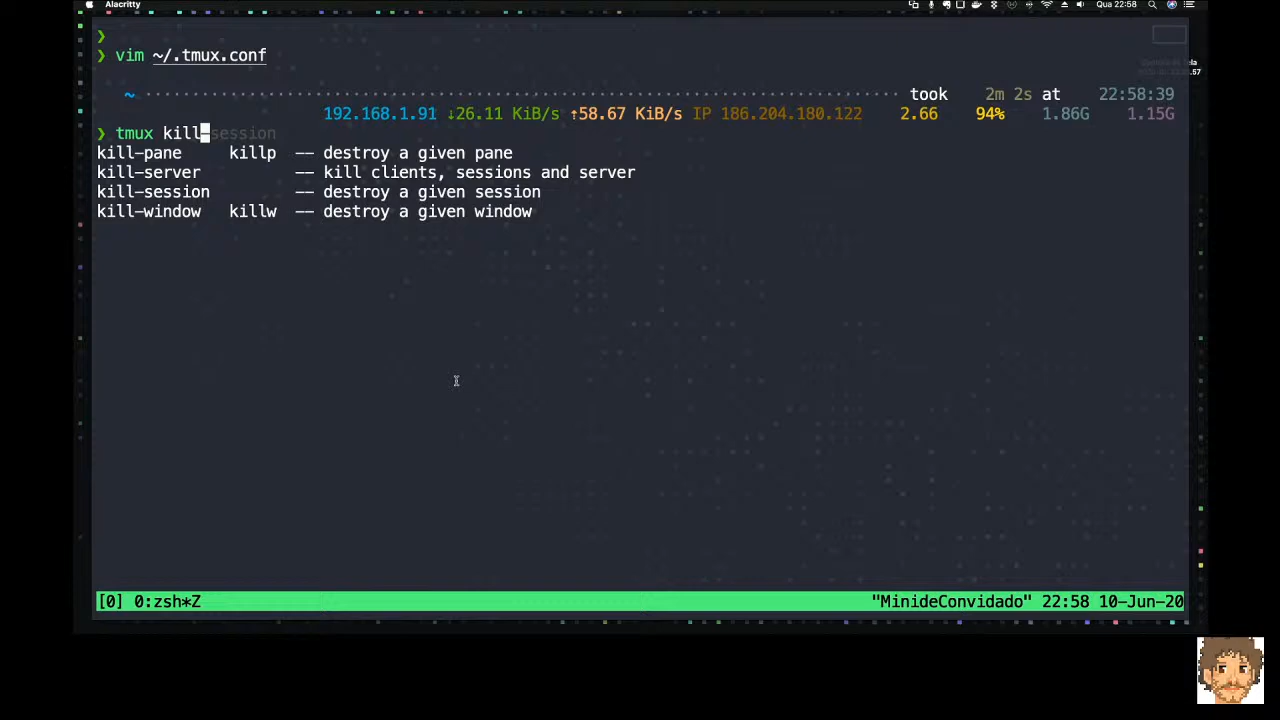 Alacritty
Qua 22:58
❯
❯ vim ~/.tmux.conf
~ took 2m 2s at 22:58:39
192.168.1.91 ↓26.11 KiB/s ↑58.67 KiB/s IP 186.204.180.122 2.66 94% 1.86G 1.15G
❯ tmux kill-session
kill-pane killp -- destroy a given pane
kill-server -- kill clients, sessions and server
kill-session -- destroy a given session
kill-window killw -- destroy a given window
[0] 0:zsh*Z "MinideConvidado" 22:58 10-Jun-20